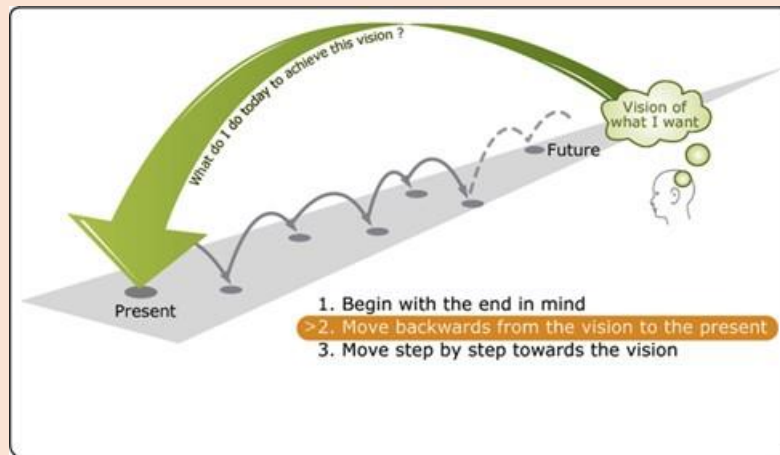 What do I do today to achieve this vision ?
Vision of
what I want
Future
Present
1. Begin with the end in mind
>2. Move backwards from the vision to the present
3. Move step by step towards the vision